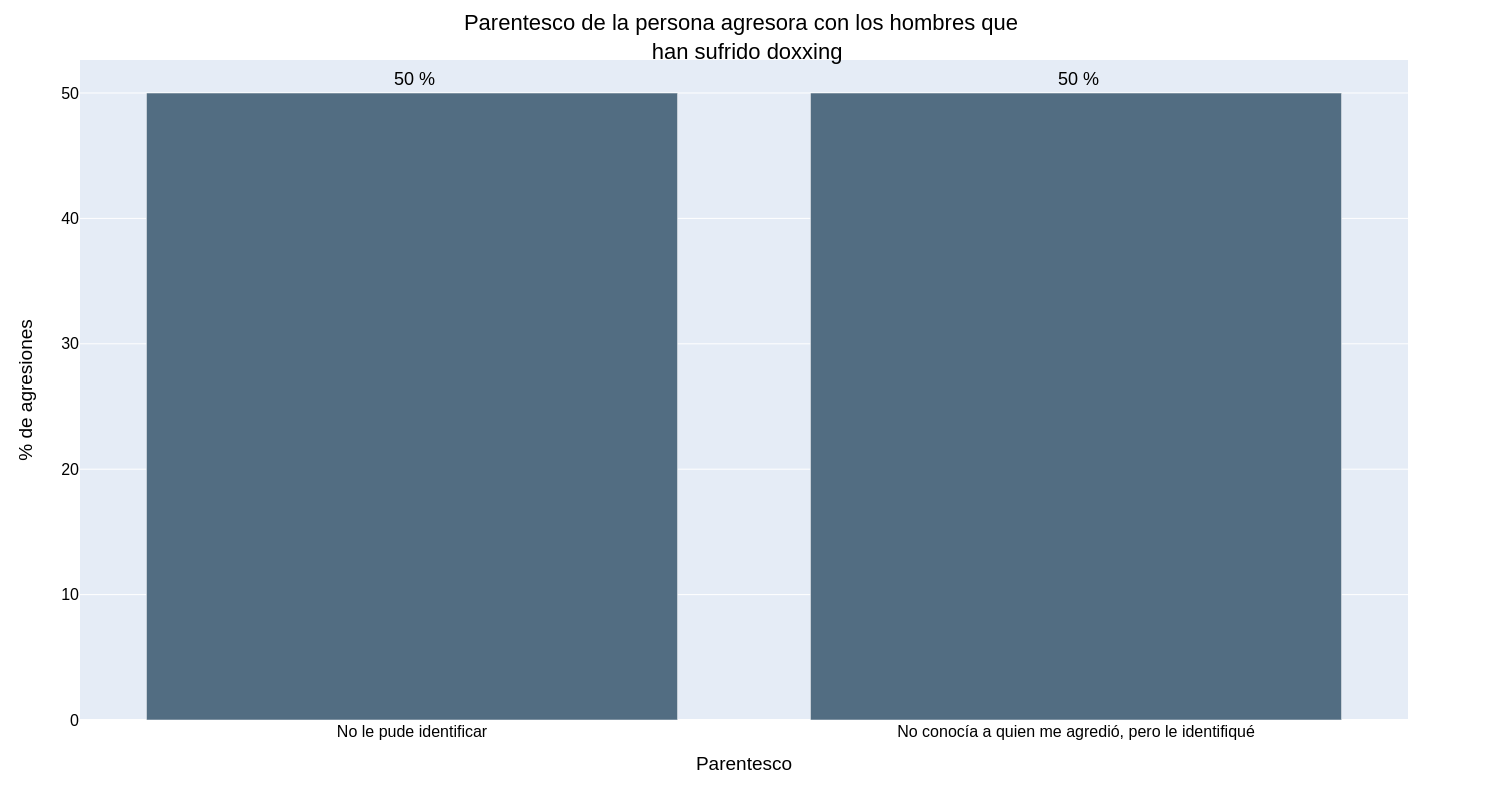 Parentesco de la persona agresora con los hombres que
han sufrido doxxing
50 %
50 %
50
40
30
20
10
0
% de agresiones
No le pude identificar
No conocía a quien me agredió, pero le identifiqué
Parentesco